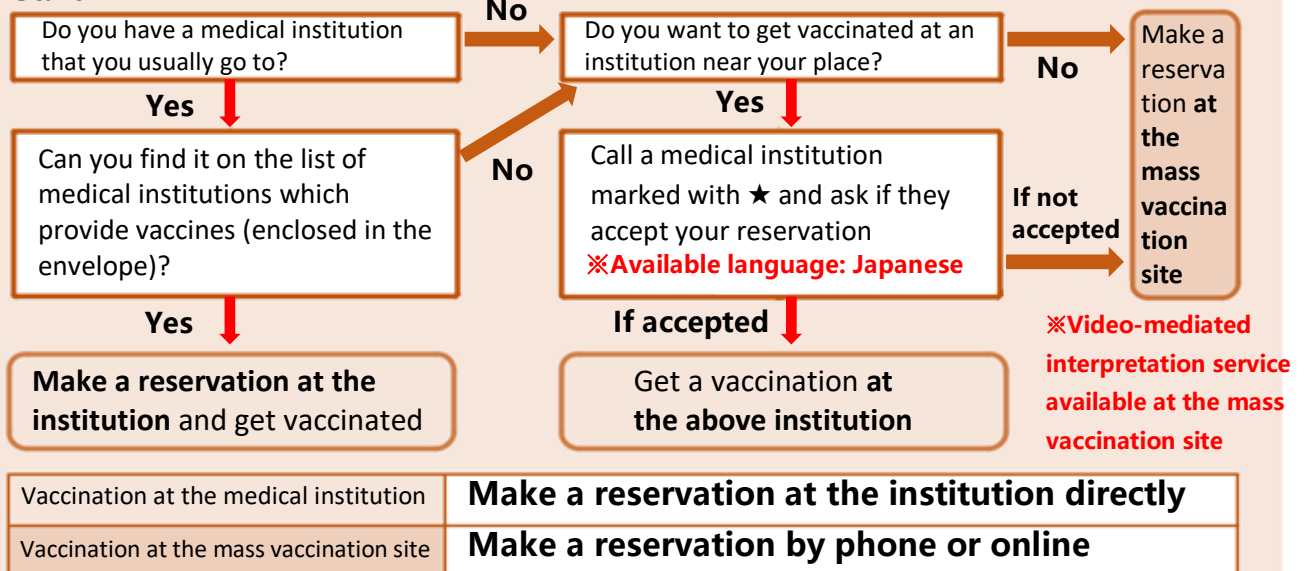 No
Do you have a medical institution
that you usually go to?
Do you want to get vaccinated at an
institution near your place?
No
Make a
reserva
tion at
the
mass
vaccina
tion
site
Yes
Yes
Can you find it on the list of
medical institutions which
provide vaccines (enclosed in the
envelope)?
No
Call a medical institution
marked with ★ and ask if they
accept your reservation
※Available language: Japanese
If not
accepted
Yes
If accepted
※Video-mediated
interpretation service
available at the mass
vaccination site
Make a reservation at the
institution and get vaccinated
Get a vaccination at
the above institution
Vaccination at the medical institution
Make a reservation at the institution directly
Vaccination at the mass vaccination site
Make a reservation by phone or online